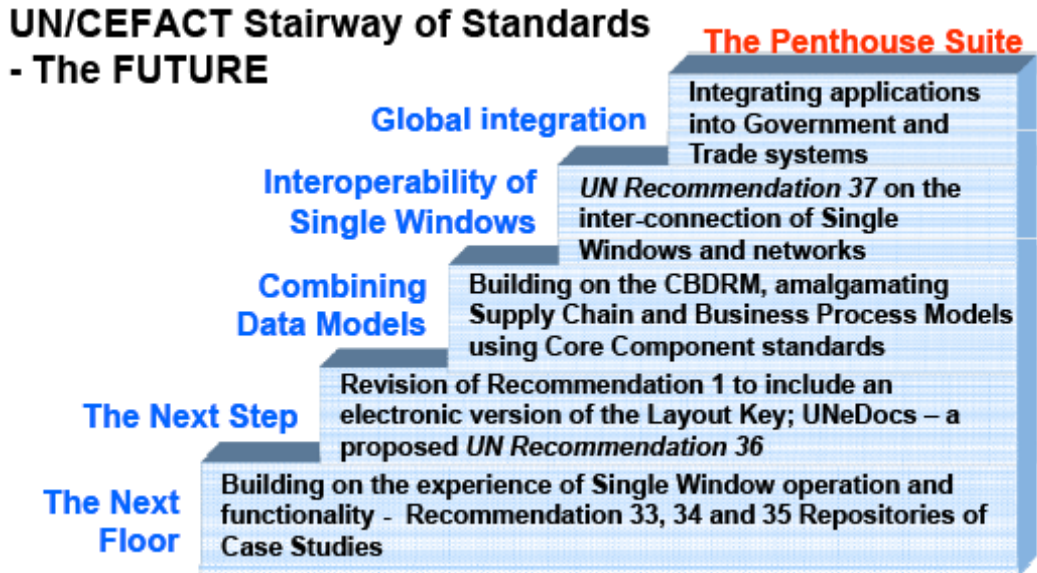 UN/CEFACT Stairway of Standards
- The FUTURE
The Penthouse Suite
Global integration
Integrating applications
into Government and
Trade systems
Interoperability of
Single Windows
UN Recommendation 37 on the
inter-connection of Single
Windows and networks
Combining
Data Models
Building on the CBDRM, amalgamating
Supply Chain and Business Process Models
using Core Component standards
The Next Step
Revision of Recommendation 1 to include an
electronic version of the Layout Key; UNeDocs – a
proposed UN Recommendation 36
The Next
Floor
Building on the experience of Single Window operation and
functionality - Recommendation 33, 34 and 35 Repositories of
Case Studies